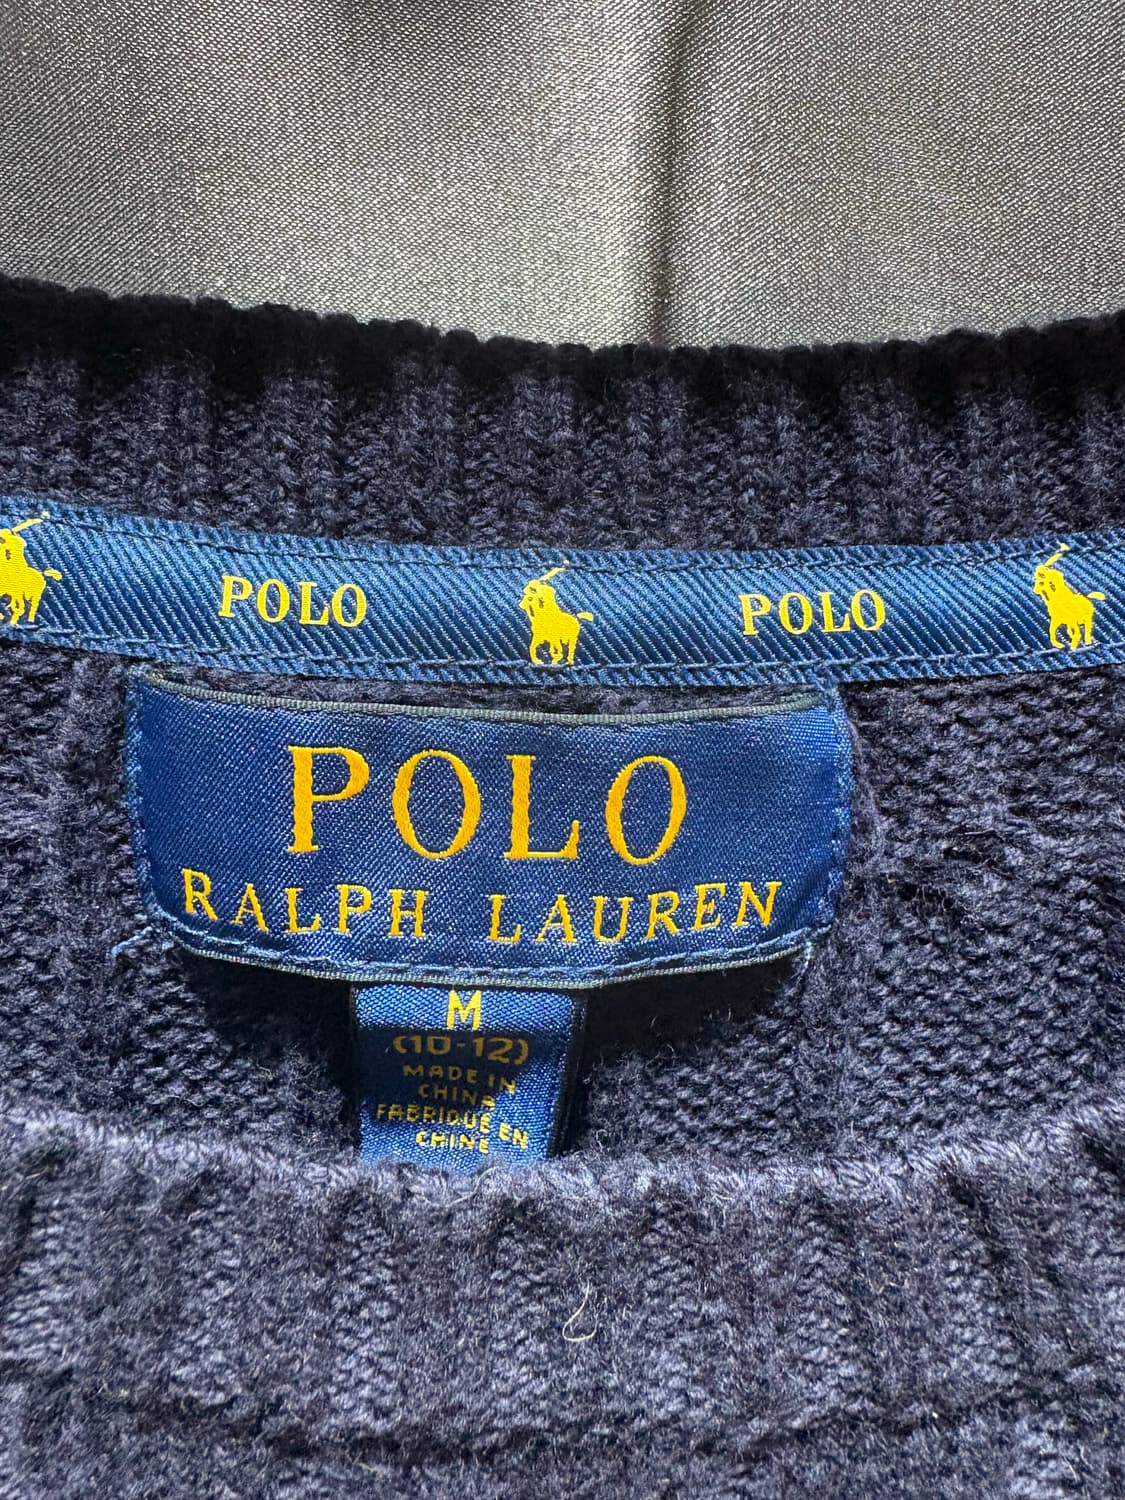 POLO POLO
POLO
RALPH LAUREN
M
(10-12)
MADE IN
CHINA
FABRIQUÉ EN
CHINE